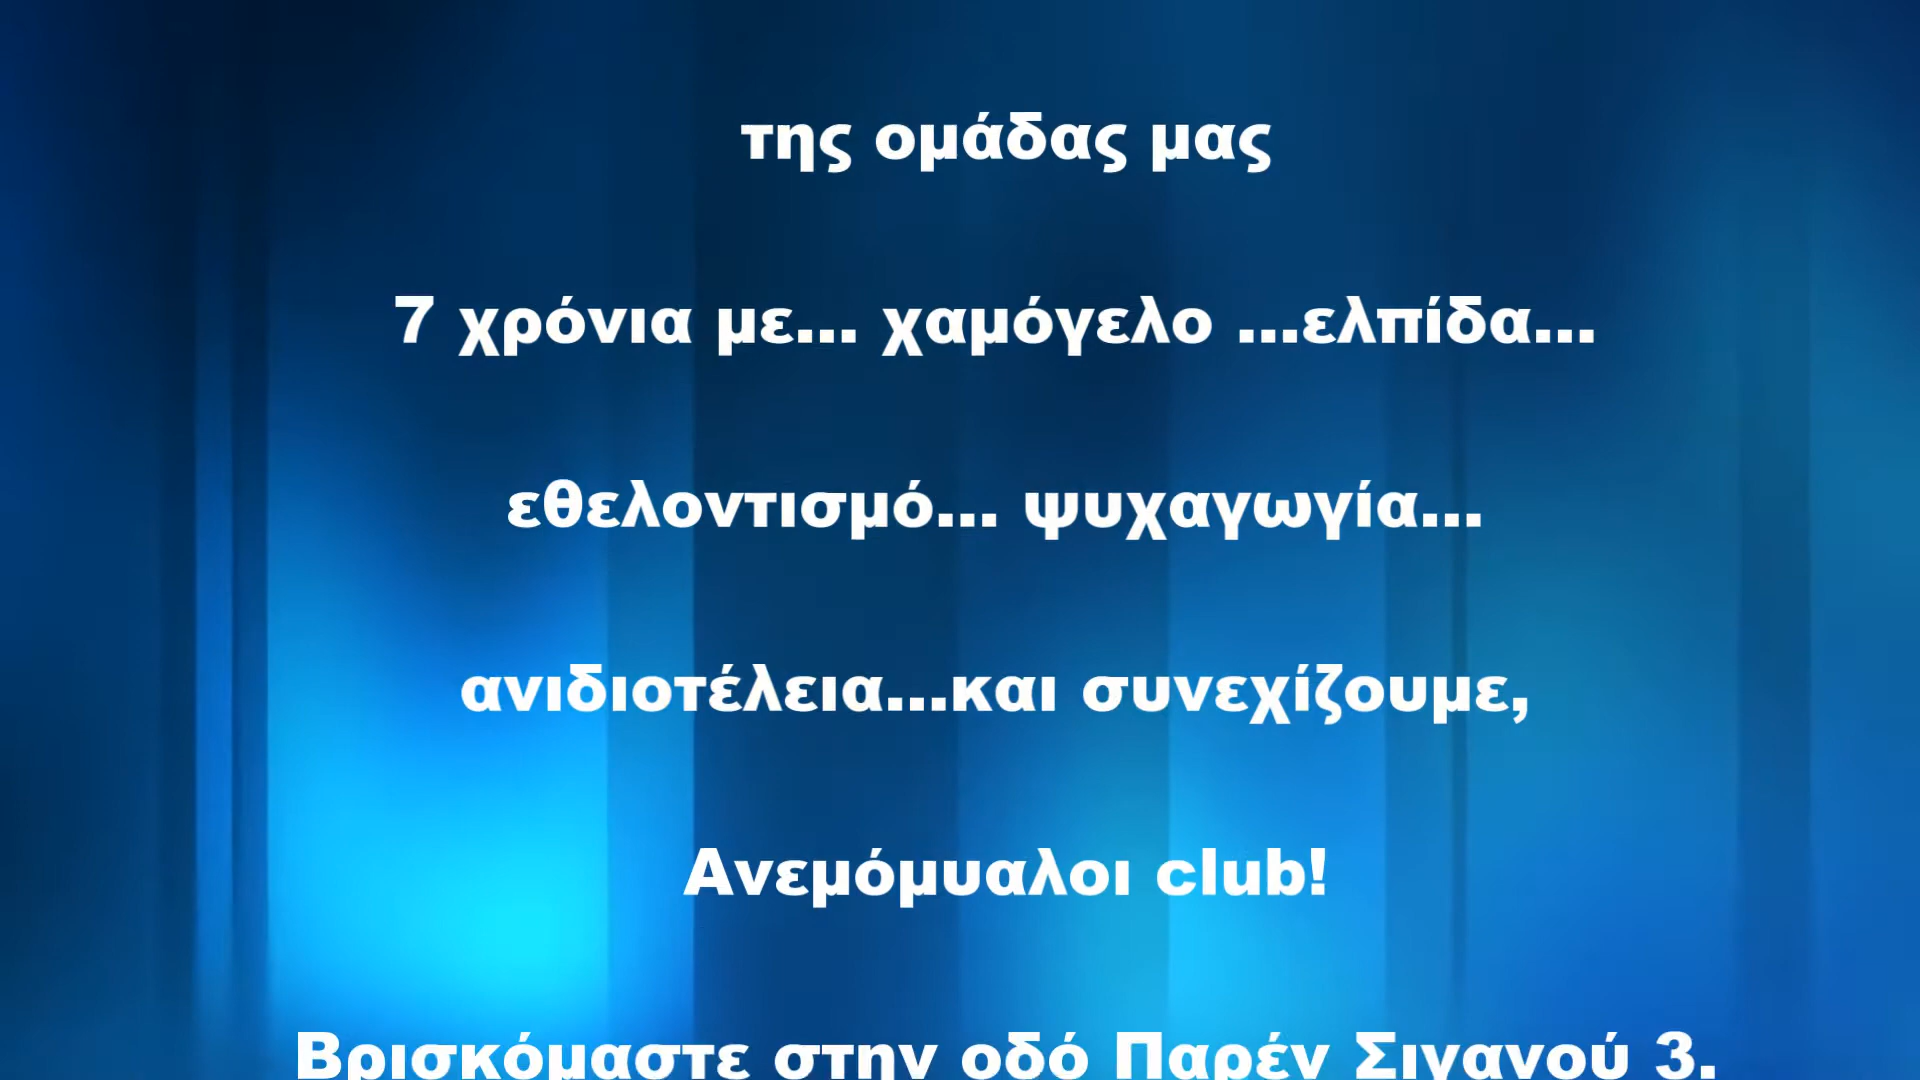 της ομάδας μας
7 χρόνια με... χαμόγελο ...ελπίδα...
εθελοντισμό... ψυχαγωγία...
ανιδιοτέλεια...και συνεχίζουμε,
Ανεμόμυαλοι club!
Βρισκόμαστε στην οδό Παρέν Σιγανού 3.